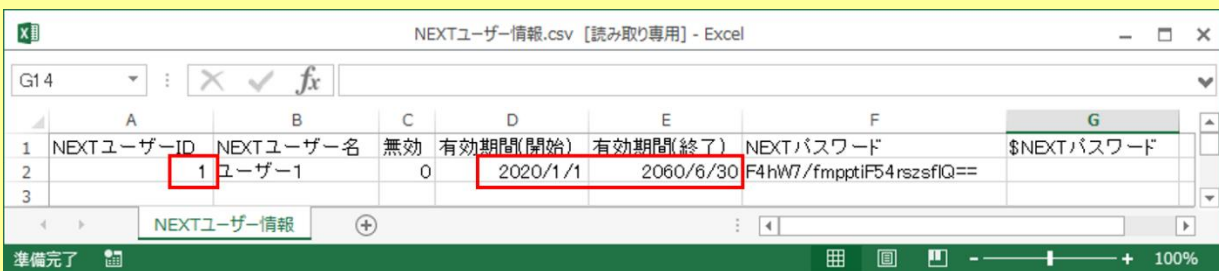 NEXTユーザー情報.csv [読み取り専用] - Excel
G14 fx
A B C D E F G
1 NEXTユーザーID NEXTユーザー名 無効 有効期間(開始) 有効期間(終了) NEXTパスワード $NEXTパスワード
2 1 ユーザー1 0 2020/1/1 2060/6/30 F4hW7/fmpptiF54rszsflQ==
3
NEXTユーザー情報
準備完了 100%